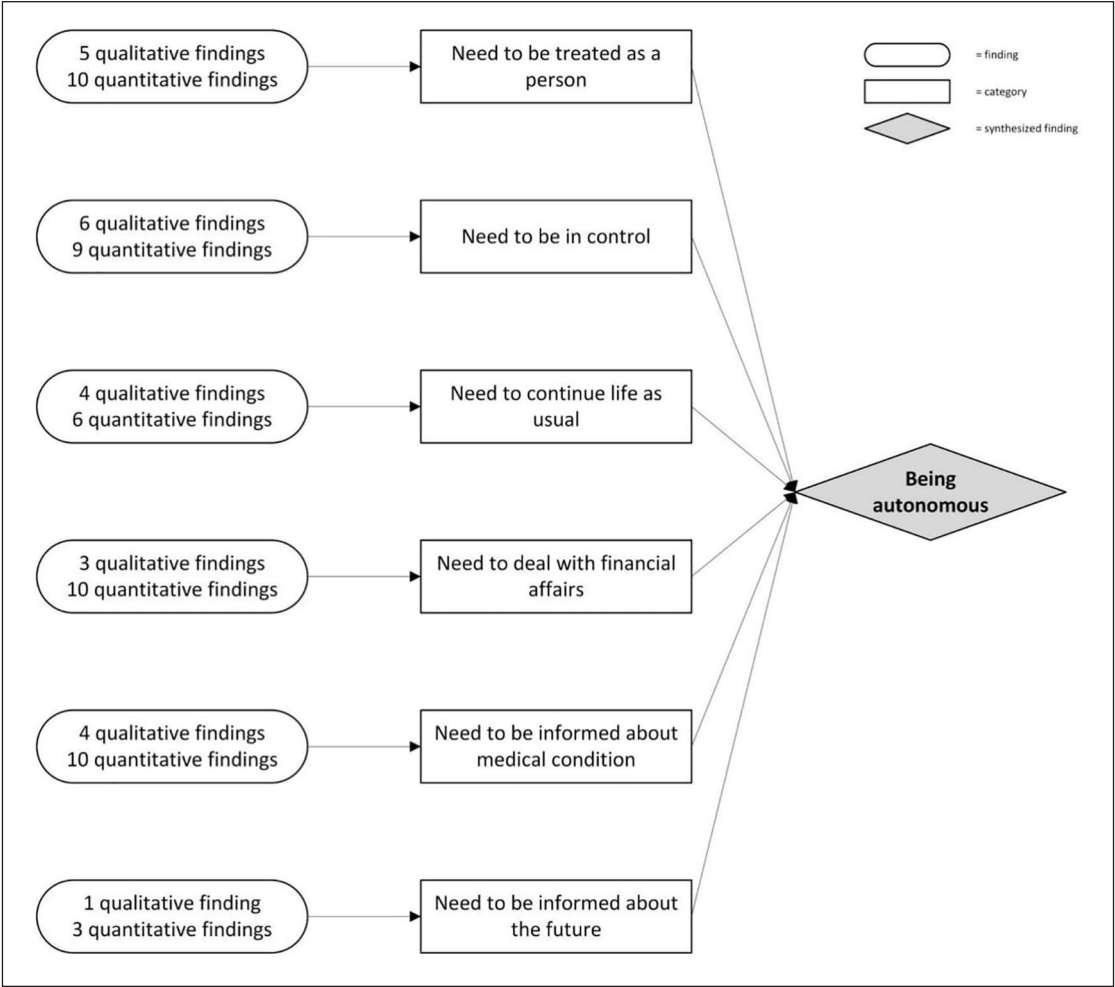 5 qualitative findings
10 quantitative findings
Need to be treated as a
person
= finding
= category
= synthesized finding
6 qualitative findings
9 quantitative findings
Need to be in control
4 qualitative findings
6 quantitative findings
Need to continue life as
usual
Being
autonomous
3 qualitative findings
10 quantitative findings
Need to deal with financial
affairs
4 qualitative findings
10 quantitative findings
Need to be informed about
medical condition
1 qualitative finding
3 quantitative findings
Need to be informed about
the future